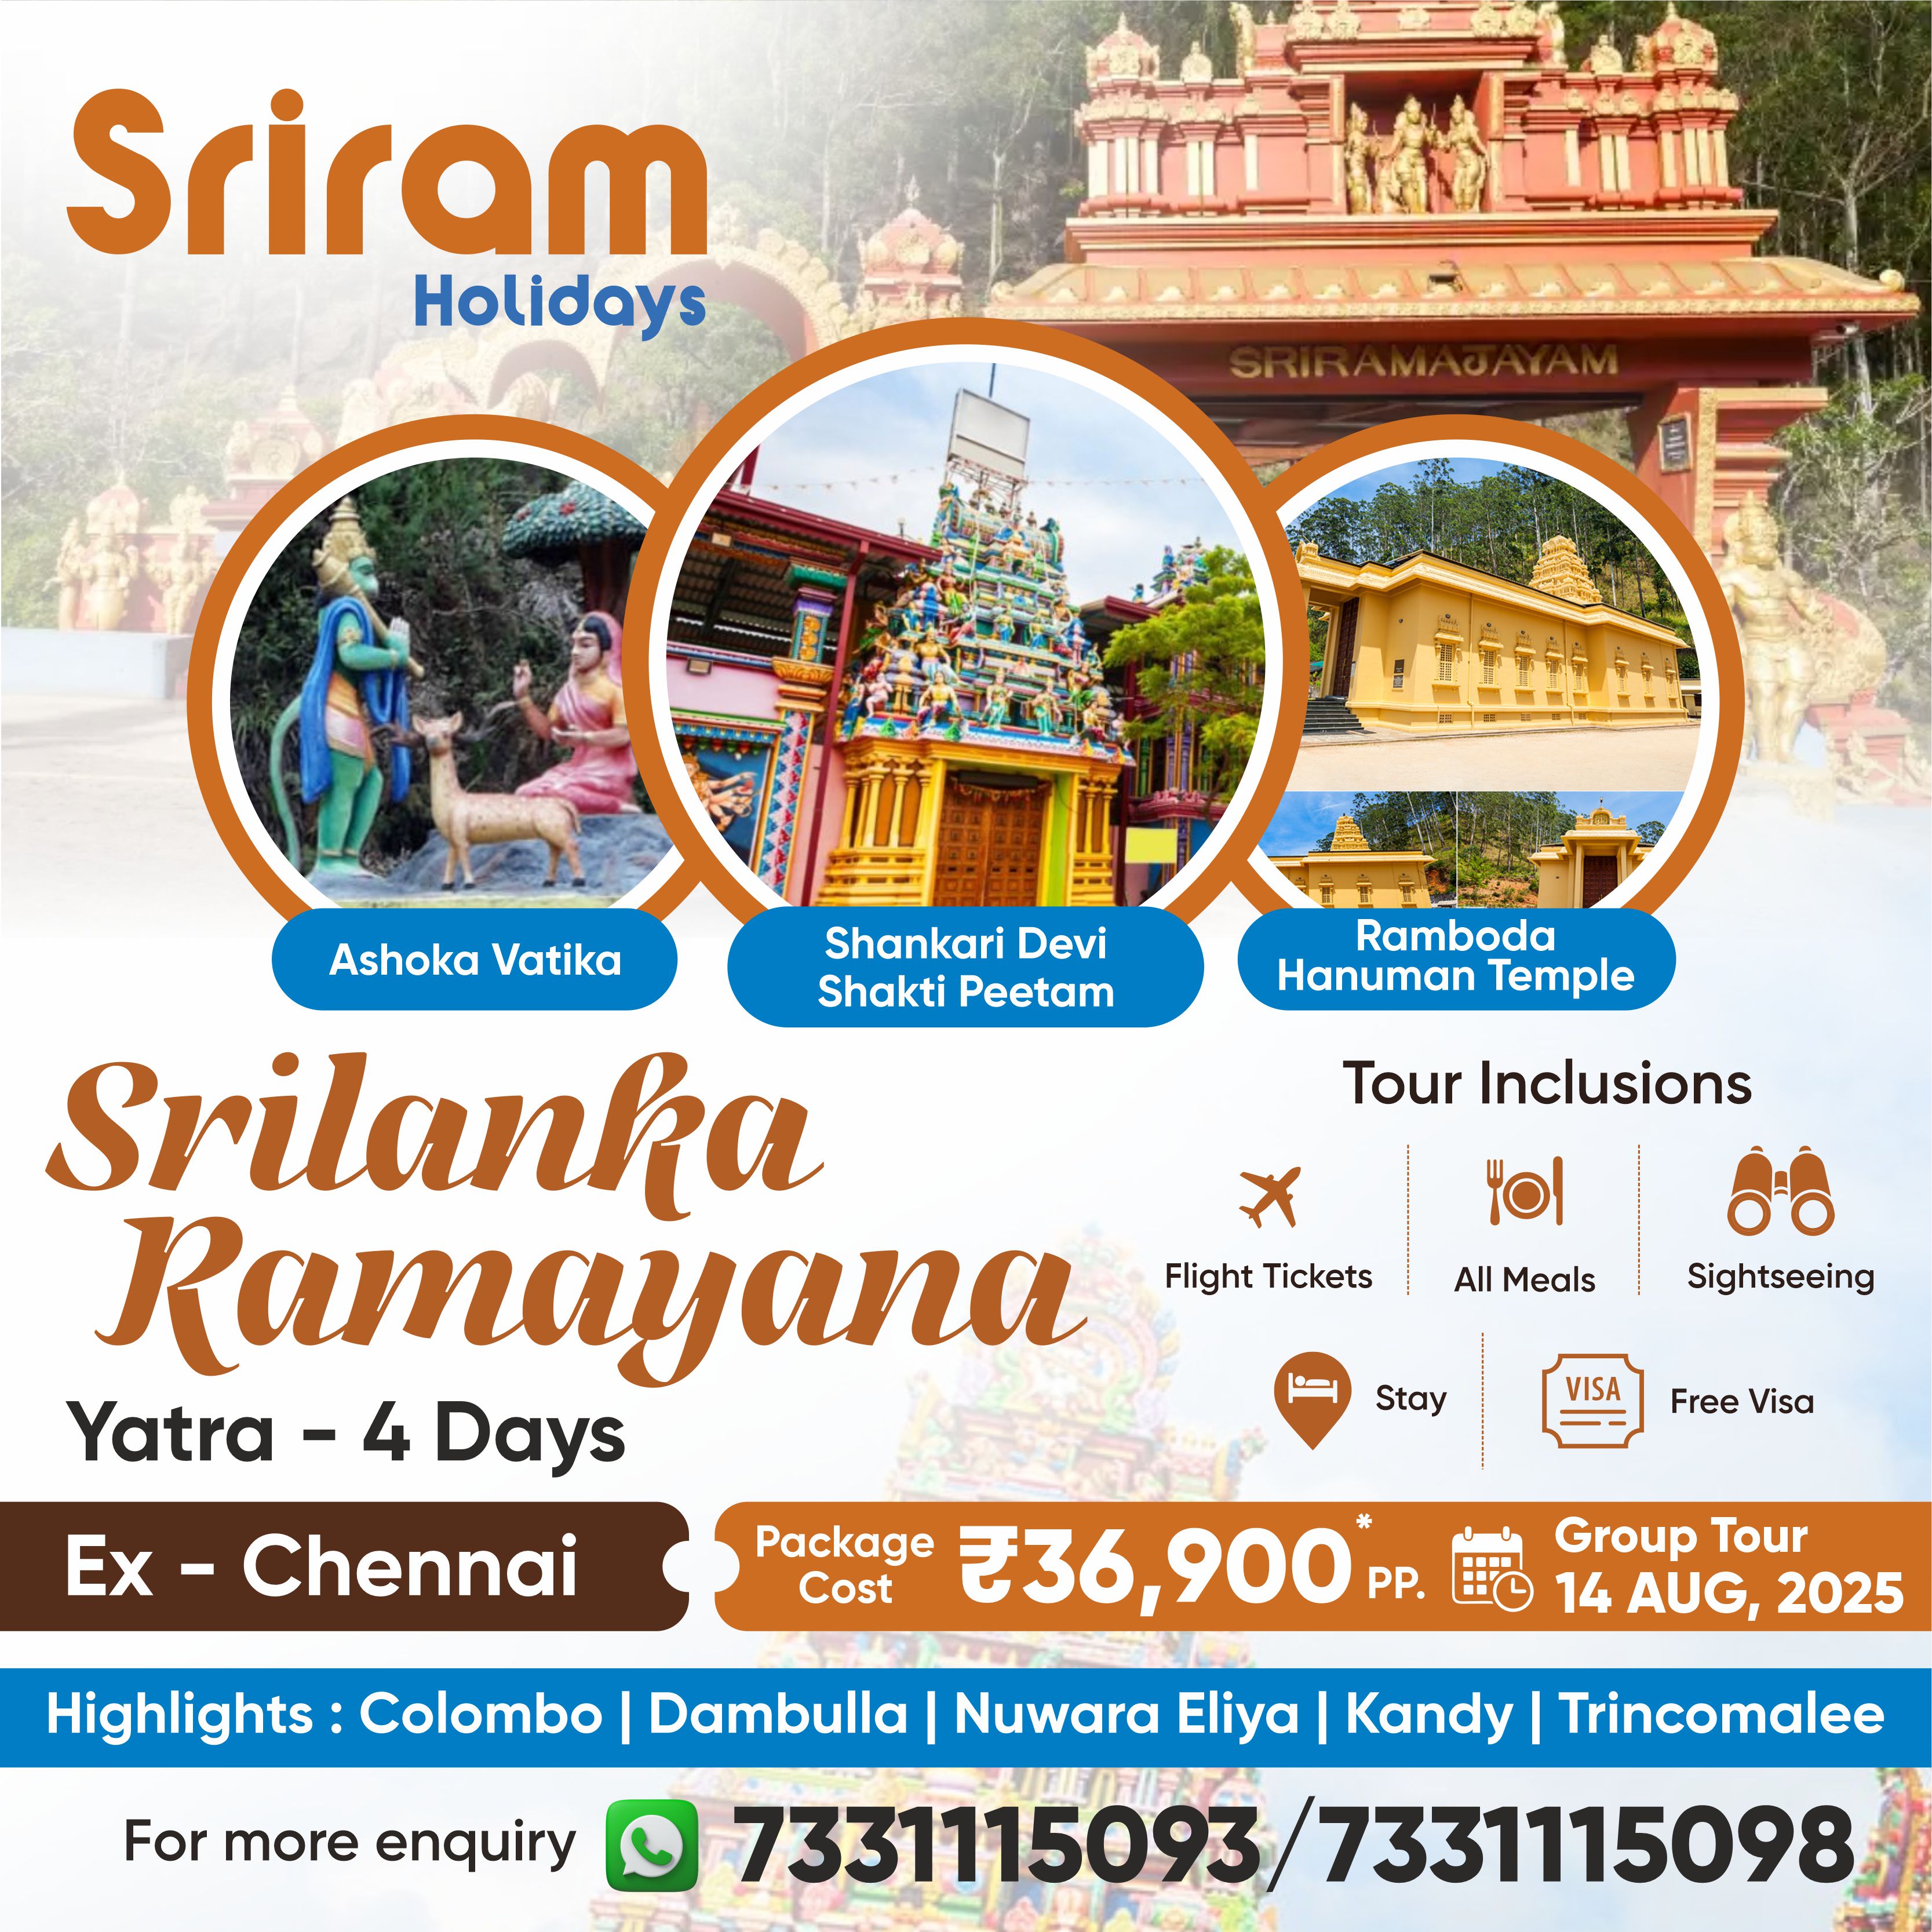 Sriram
Holidays
SRIRAMAJAYAM
Ashoka Vatika
Shankari Devi
Shakti Peetam
Ramboda
Hanuman Temple
Srilanka
Ramayana
Yatra - 4 Days
Tour Inclusions
Flight Tickets
All Meals
Sightseeing
Stay
VISA
Free Visa
Ex - Chennai
Package
Cost
₹36,900* PP.
Group Tour
14 AUG, 2025
Highlights : Colombo | Dambulla | Nuwara Eliya | Kandy | Trincomalee
For more enquiry 7331115093/7331115098